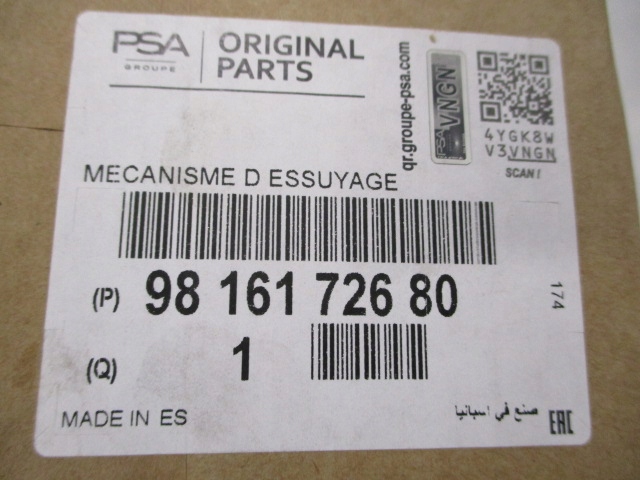 PSA
GROUPE
ORIGINAL
PARTS
qr.groupe-psa.com
PSA
VNGN
4YGK8W
V3VNGN
SCAN!
MECANISME D ESSUYAGE
(P) 98 161 726 80
174
(Q) 1
MADE IN ES
صنع في اسبانيا
EAC